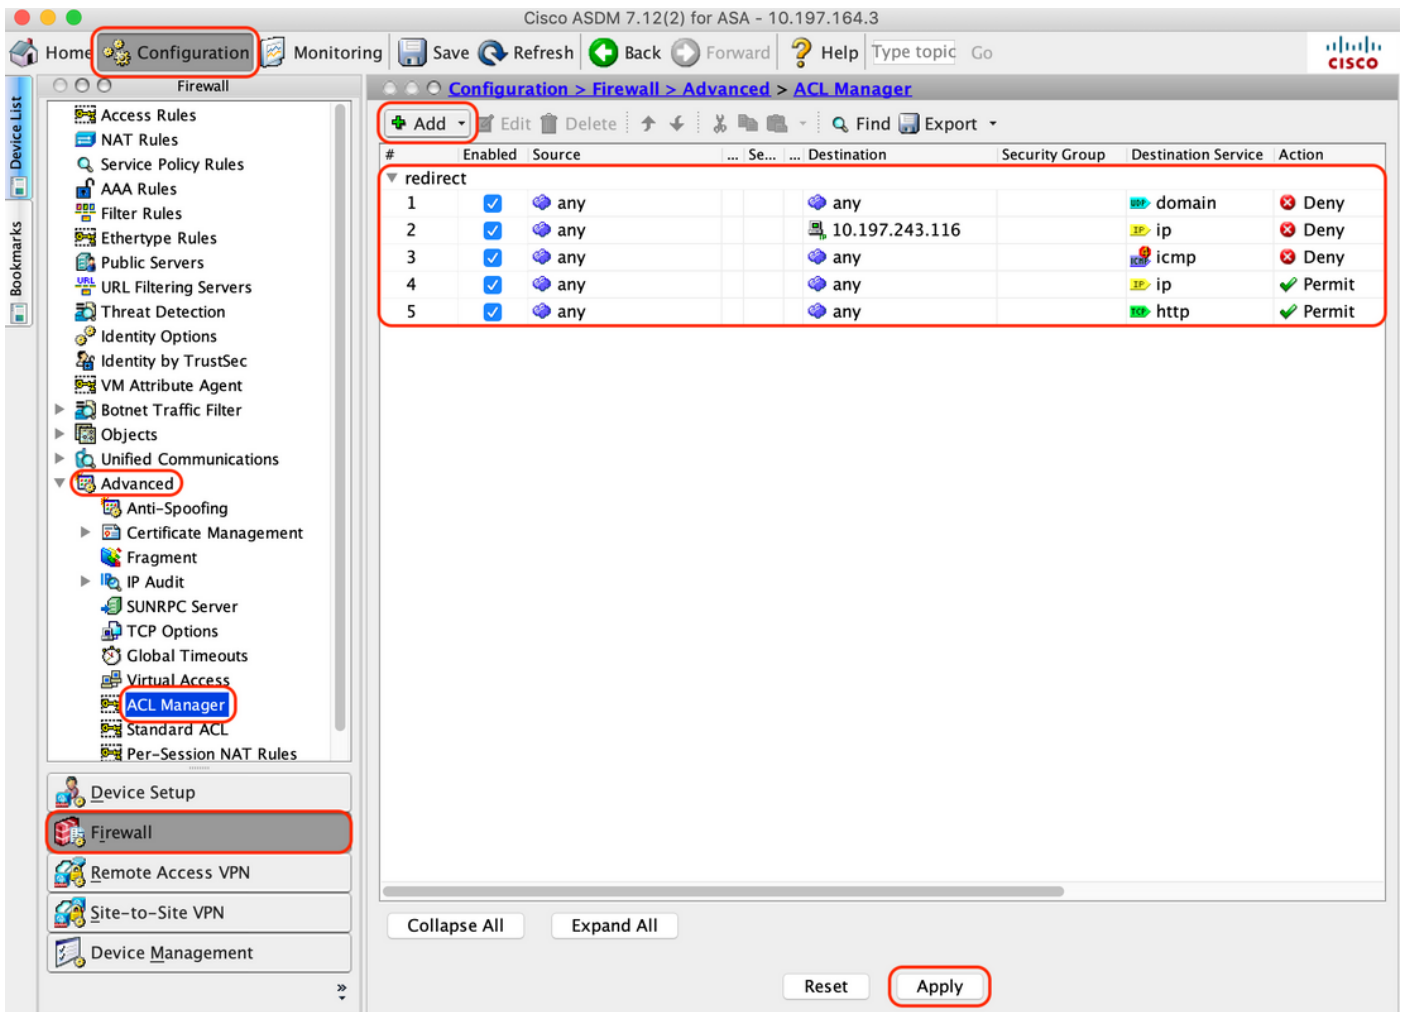 Cisco ASDM 7.12(2) for ASA - 10.197.164.3
Home Configuration Monitoring Save Refresh Back Forward Help Type topic Go
CISCO
Device List
Bookmarks
Firewall
Access Rules
NAT Rules
Service Policy Rules
AAA Rules
Filter Rules
Ethertype Rules
Public Servers
URL Filtering Servers
Threat Detection
Identity Options
Identity by TrustSec
VM Attribute Agent
Botnet Traffic Filter
Objects
Unified Communications
Advanced
Anti-Spoofing
Certificate Management
Fragment
IP Audit
SUNRPC Server
TCP Options
Global Timeouts
Virtual Access
ACL Manager
Standard ACL
Per-Session NAT Rules
Device Setup
Firewall
Remote Access VPN
Site-to-Site VPN
Device Management
»
Configuration > Firewall > Advanced > ACL Manager
Add Edit Delete Find Export
# Enabled Source ... Se... ... Destination Security Group Destination Service Action
redirect
1 any any UDP domain Deny
2 any 10.197.243.116 IP ip Deny
3 any any ICMP icmp Deny
4 any any IP ip Permit
5 any any TCP http Permit
Collapse All Expand All
Reset Apply